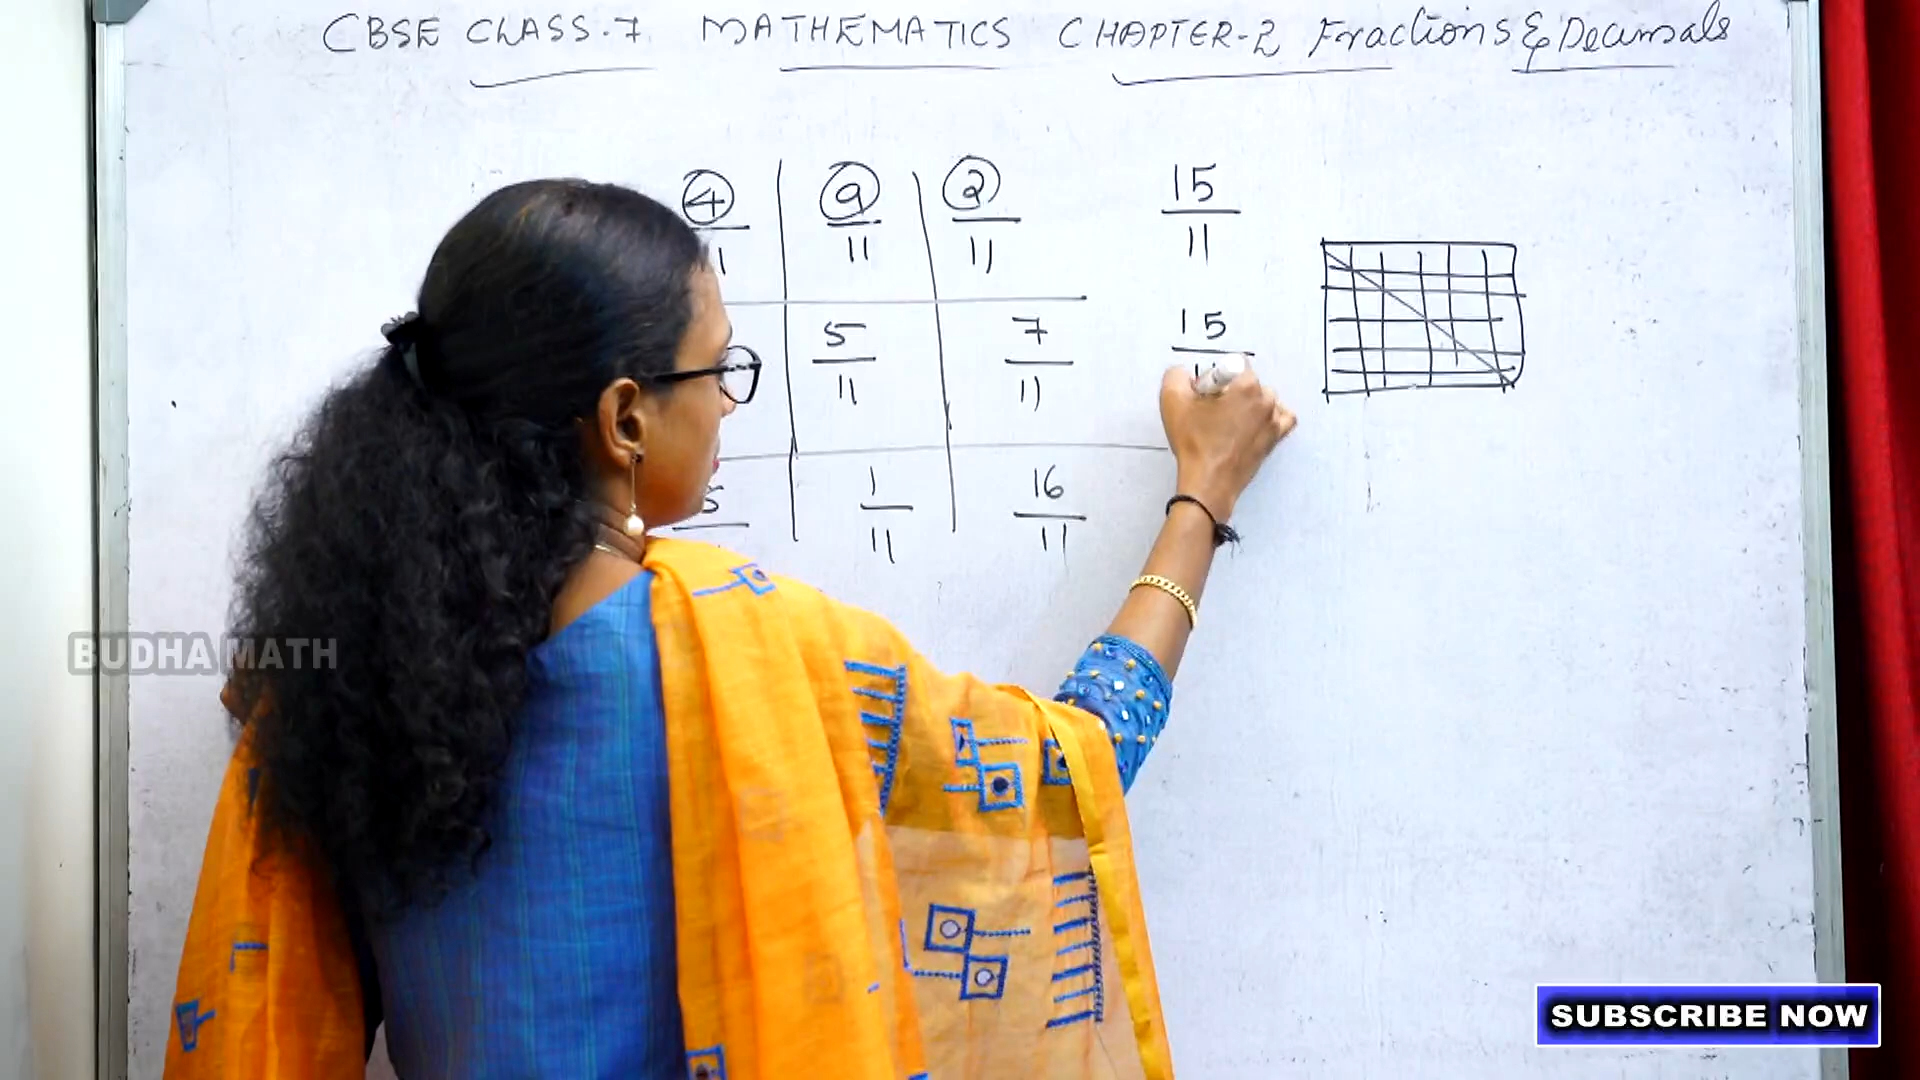 CBSE CLASS-7 MATHEMATICS CHAPTER-2 Fractions & Decimals
4 9 2 15
11 11 11
5 7 15
11 11
5 1 16
11 11
BUDHA MATH
SUBSCRIBE NOW